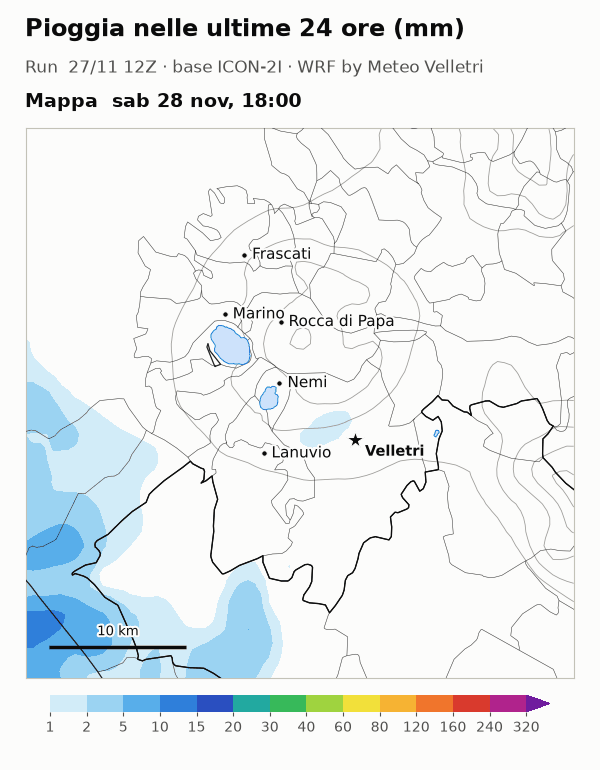 Pioggia nelle ultime 24 ore (mm)
Run  27/11 12Z · base ICON-2I · WRF by Meteo Velletri
Mappa  sab 28 nov, 18:00
Frascati
Marino
Rocca di Papa
Nemi
Velletri
Lanuvio
10 km
1 2 5 10 15 20 30 40 60 80 120 160 240 320